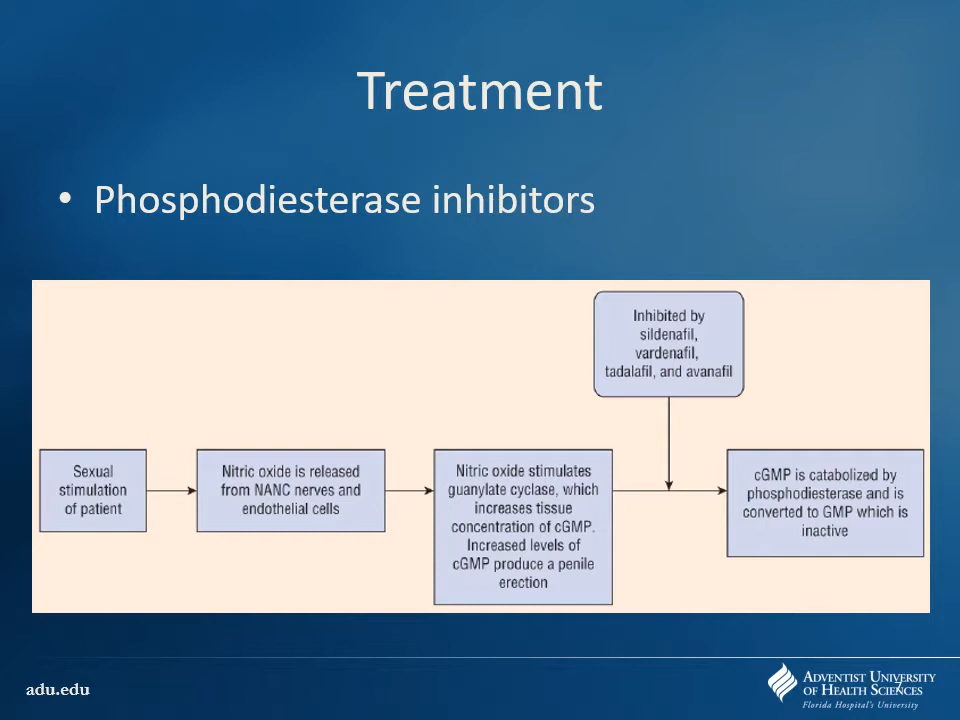 Treatment
• Phosphodiesterase inhibitors
Inhibited by
sildenafil,
vardenafil,
tadalafil, and avanafil
Sexual
stimulation
of patient
Nitric oxide is released
from NANC nerves and
endothelial cells
Nitric oxide stimulates
guanylate cyclase, which
increases tissue
concentration of cGMP.
Increased levels of
cGMP produce a penile
erection
cGMP is catabolized by
phosphodiesterase and is
converted to GMP which is
inactive
adu.edu
ADVENTIST UNIVERSITY
OF HEALTH SCIENCES
Florida Hospital's University
7